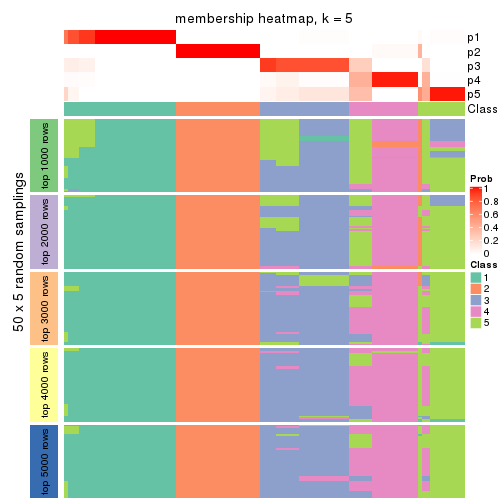 membership heatmap, k = 5
p1
p2
p3
p4
p5
Class
50 x 5 random samplings
top 1000 rows
top 2000 rows
top 3000 rows
top 4000 rows
top 5000 rows
Prob
1
0.8
0.6
0.4
0.2
0
Class
1
2
3
4
5